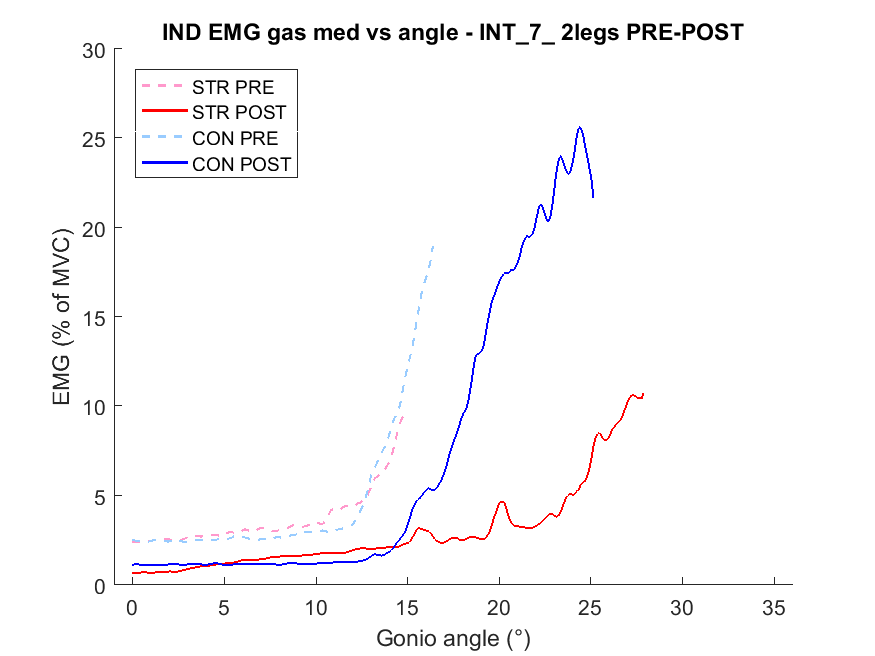 IND EMG gas med vs angle - INT_7_ 2legs PRE-POST
30
25
20
15
10
5
0
EMG (% of MVC)
STR PRE
STR POST
CON PRE
CON POST
0 5 10 15 20 25 30 35
Gonio angle (°)